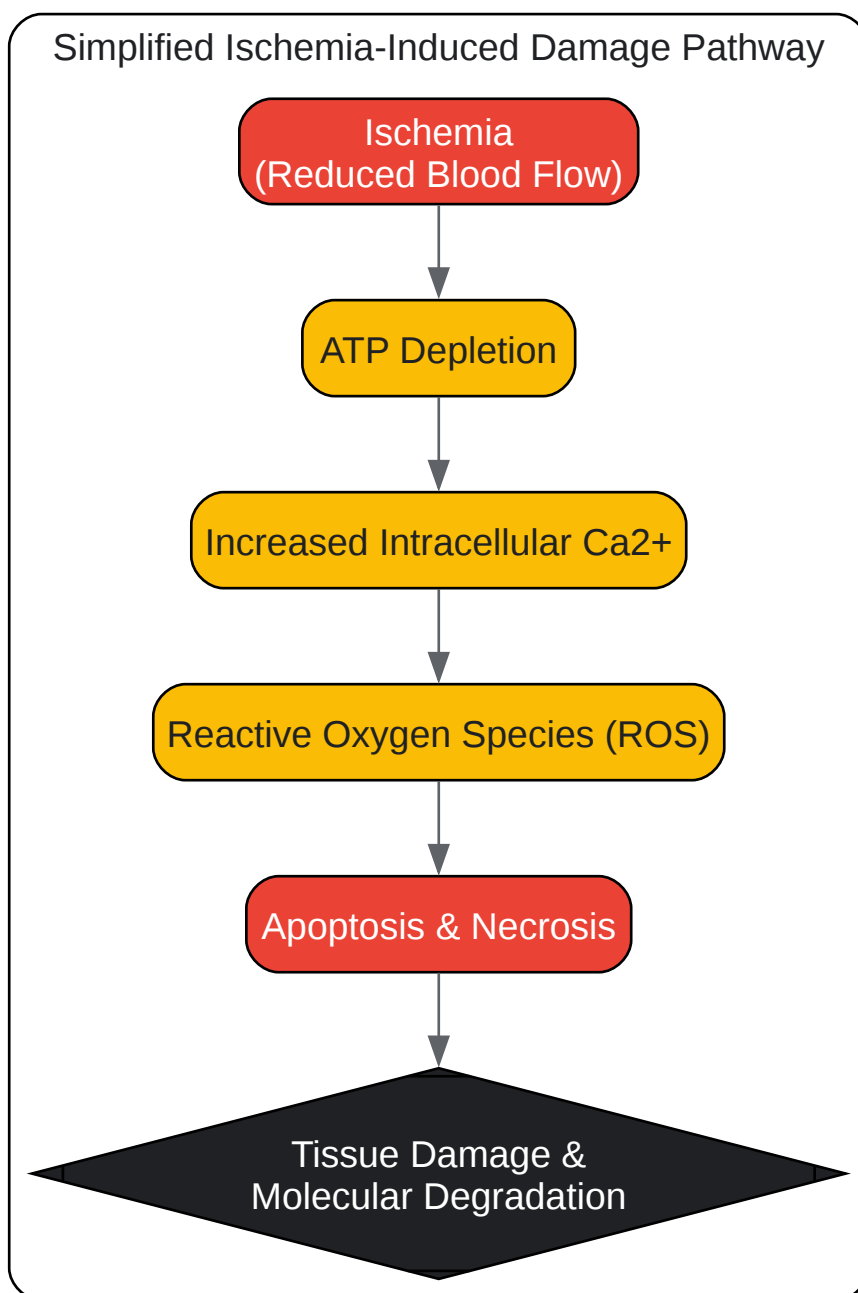 Simplified Ischemia-Induced Damage Pathway
Ischemia
(Reduced Blood Flow)
ATP Depletion
Increased Intracellular Ca2+
Reactive Oxygen Species (ROS)
Apoptosis & Necrosis
Tissue Damage &
Molecular Degradation